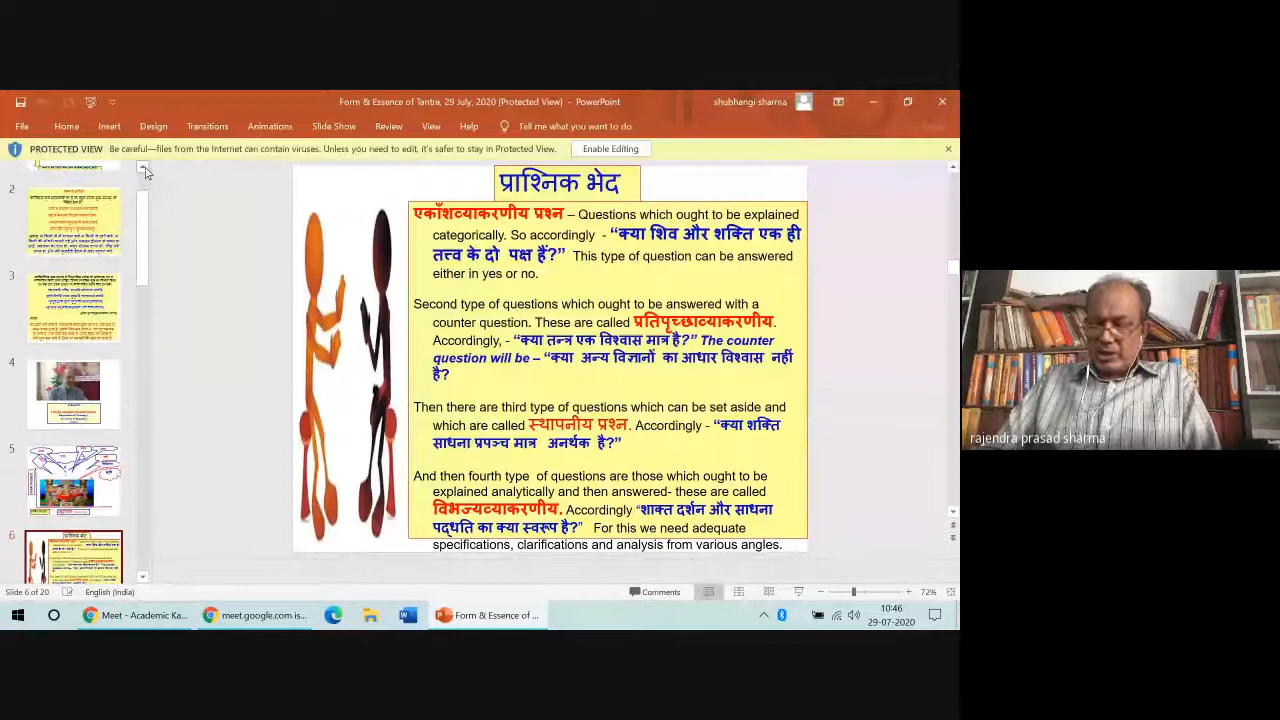 Form & Essence of Tantra, 29 July, 2020 (Protected View) - PowerPoint
shubhangi sharma
File Home Insert Design Transitions Animations Slide Show Review View Help Tell me what you want to do
PROTECTED VIEW Be careful—files from the Internet can contain viruses. Unless you need to edit, it's safer to stay in Protected View. Enable Editing
2
3
4
5
6
प्राश्निक भेद
प्राश्निक भेद
एकाँशव्याकरणीय प्रश्न – Questions which ought to be explained
categorically. So accordingly - “क्या शिव और शक्ति एक ही
तत्त्व के दो पक्ष हैं?” This type of question can be answered
either in yes or no.
Second type of questions which ought to be answered with a
counter question. These are called प्रतिपृच्छाव्याकरणीय.
Accordingly, - “क्या तन्त्र एक विश्वास मात्र है?” The counter
question will be – “क्या अन्य विज्ञानों का आधार विश्वास नहीं
है?
Then there are third type of questions which can be set aside and
which are called स्थापनीय प्रश्न. Accordingly - “क्या शक्ति
साधना प्रपञ्च मात्र अनर्थक है?”
And then fourth type of questions are those which ought to be
explained analytically and then answered- these are called
विभज्यव्याकरणीय. Accordingly “शाक्त दर्शन और साधना
पद्धति का क्या स्वरूप है?” For this we need adequate
specifications, clarifications and analysis from various angles.
rajendra prasad sharma
Slide 6 of 20 English (India) Comments 72%
Meet - Academic Ka... meet.google.com is... Form & Essence of ... 10:46
29-07-2020